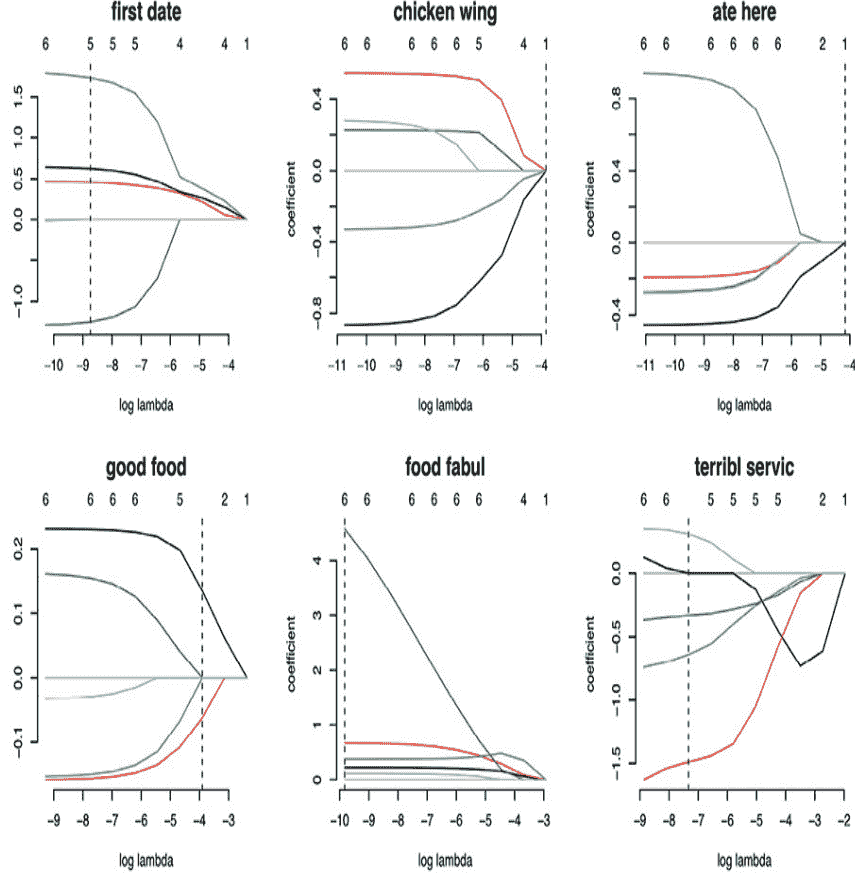 first date
6 5 5 5 4 4 1
1.5
1.0
0.5
0.0
−1.0
−10 −9 −8 −7 −6 −5 −4
log lambda
chicken wing
6 6 6 6 6 5 4 1
coefficient
0.4
0.0
−0.4
−0.8
−11 −10 −9 −8 −7 −6 −5 −4
log lambda
ate here
6 6 6 6 6 6 2 1
0.8
0.4
0.0
−0.4
−11 −10 −9 −8 −7 −6 −5 −4
log lambda
good food
6 6 6 6 5 2 1
0.2
0.1
0.0
−0.1
−9 −8 −7 −6 −5 −4 −3
log lambda
food fabul
6 6 6 6 6 6 4 1
coefficient
4
3
2
1
0
−10 −9 −8 −7 −6 −5 −4 −3
log lambda
terribl servic
6 6 5 5 5 5 2 1
coefficient
0.0
−0.5
−1.0
−1.5
−9 −8 −7 −6 −5 −4 −3 −2
log lambda